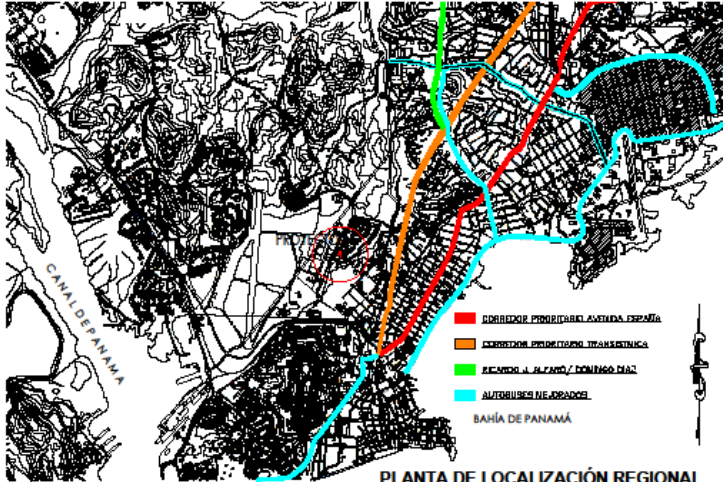 PROYECTO
CANAL DE PANAMA
CORREDOR PRIORITARIO AVENIDA ESPAÑA
CORREDOR PRIORITARIO TRANSISTMICA
RICARDO J. ALFARO/ DOMINGO DIAZ
AUTOBUSES MEJORADOS
BAHÍA DE PANAMÁ
PLANTA DE LOCALIZACIÓN REGIONAL